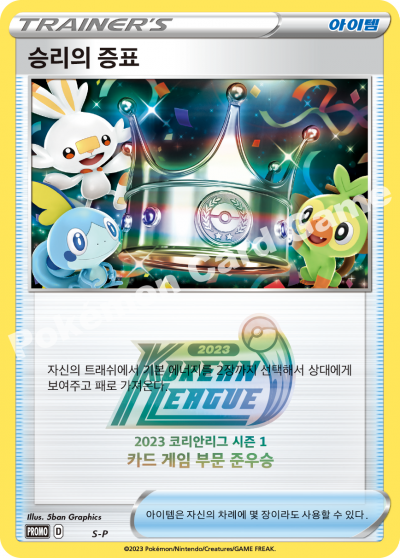 TRAINER'S
아이템
승리의 증표
Pokémon Card Game
자신의 트래쉬에서 기본 에너지를 2장까지 선택해서 상대에게
보여주고 패로 가져온다.
2023
KOREAN
LEAGUE
2023 코리안리그 시즌 1
카드 게임 부문 준우승
Illus. 5ban Graphics
PROMO D S-P
아이템은 자신의 차례에 몇 장이라도 사용할 수 있다.
©2023 Pokémon/Nintendo/Creatures/GAME FREAK.